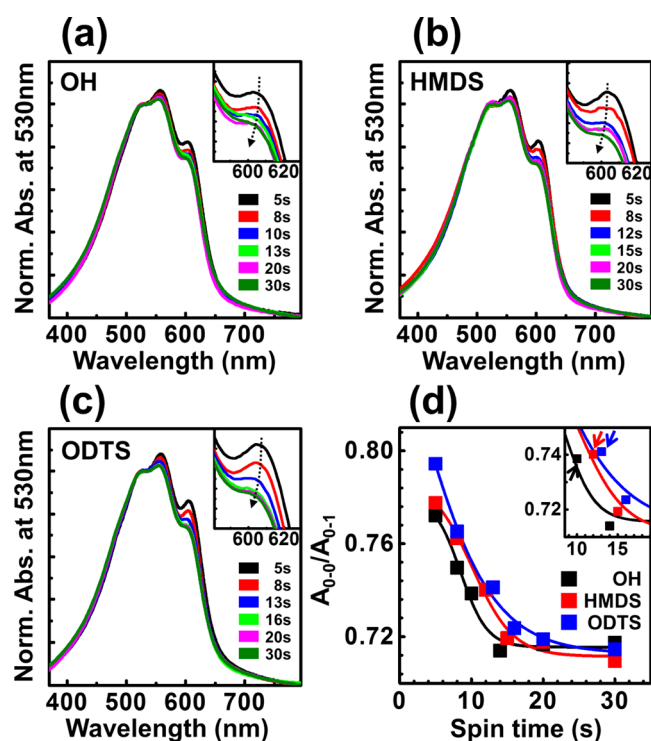 (a)
OH
Norm. Abs. at 530nm
600 620
5s
8s
10s
13s
20s
30s
400 500 600 700
Wavelength (nm)
(b)
HMDS
Norm. Abs. at 530nm
600 620
5s
8s
12s
15s
20s
30s
400 500 600 700
Wavelength (nm)
(c)
ODTS
Norm. Abs. at 530nm
600 620
5s
8s
13s
16s
20s
30s
400 500 600 700
Wavelength (nm)
(d)
A0-0/A0-1
0.80
0.76
0.72
0.74
0.72
10 15
OH
HMDS
ODTS
0 10 20 30
Spin time (s)